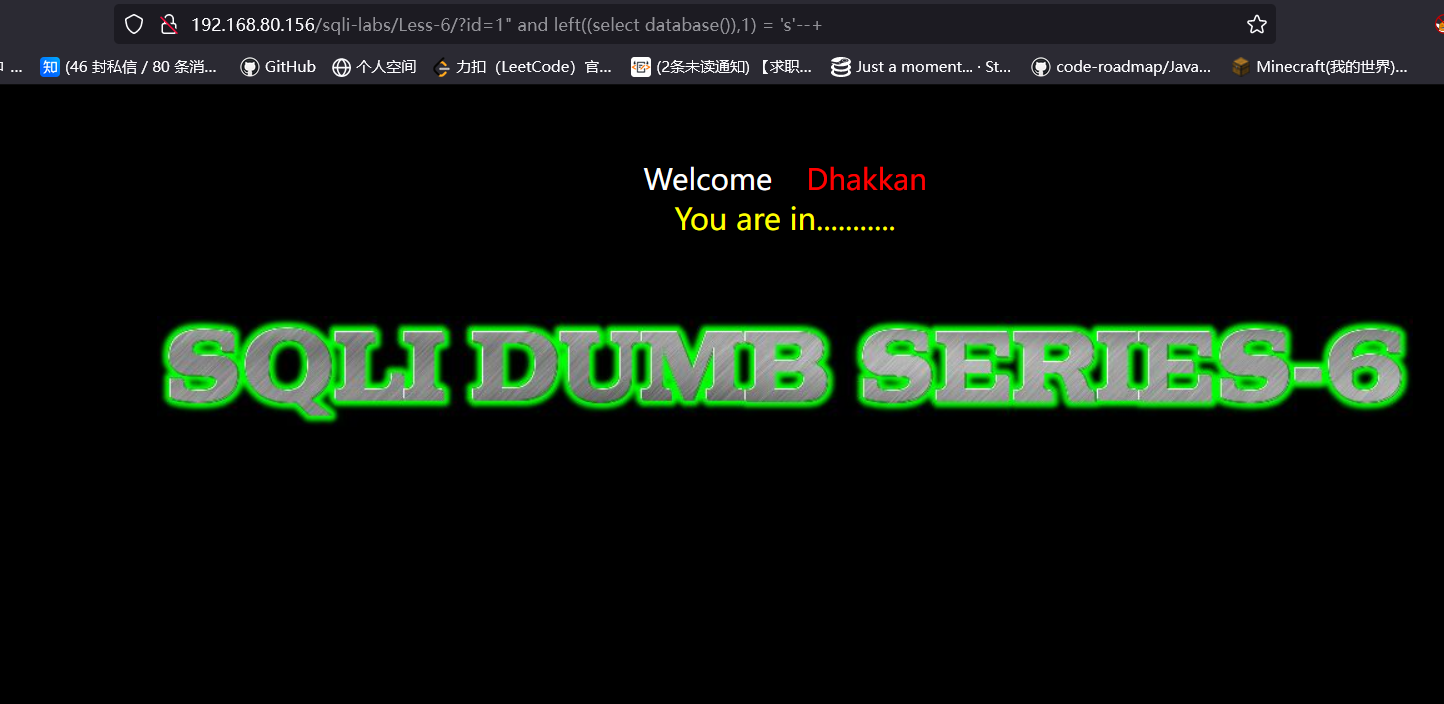 192.168.80.156/sqli-labs/Less-6/?id=1" and left((select database()),1) = 's'--+
... 知 (46 封私信 / 80 条消... GitHub 个人空间 力扣（LeetCode）官... (2条未读通知) 【求职... Just a moment... · St... code-roadmap/Java... Minecraft(我的世界)...
Welcome Dhakkan
You are in...........
SQLI DUMB SERIES-6